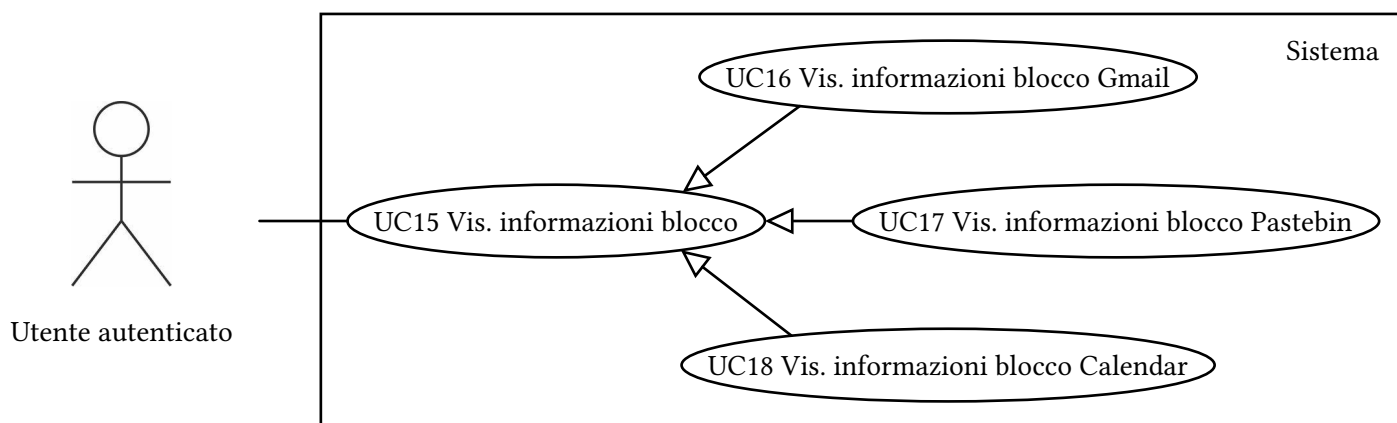 Sistema
UC16 Vis. informazioni blocco Gmail
UC15 Vis. informazioni blocco
UC17 Vis. informazioni blocco Pastebin
Utente autenticato
UC18 Vis. informazioni blocco Calendar